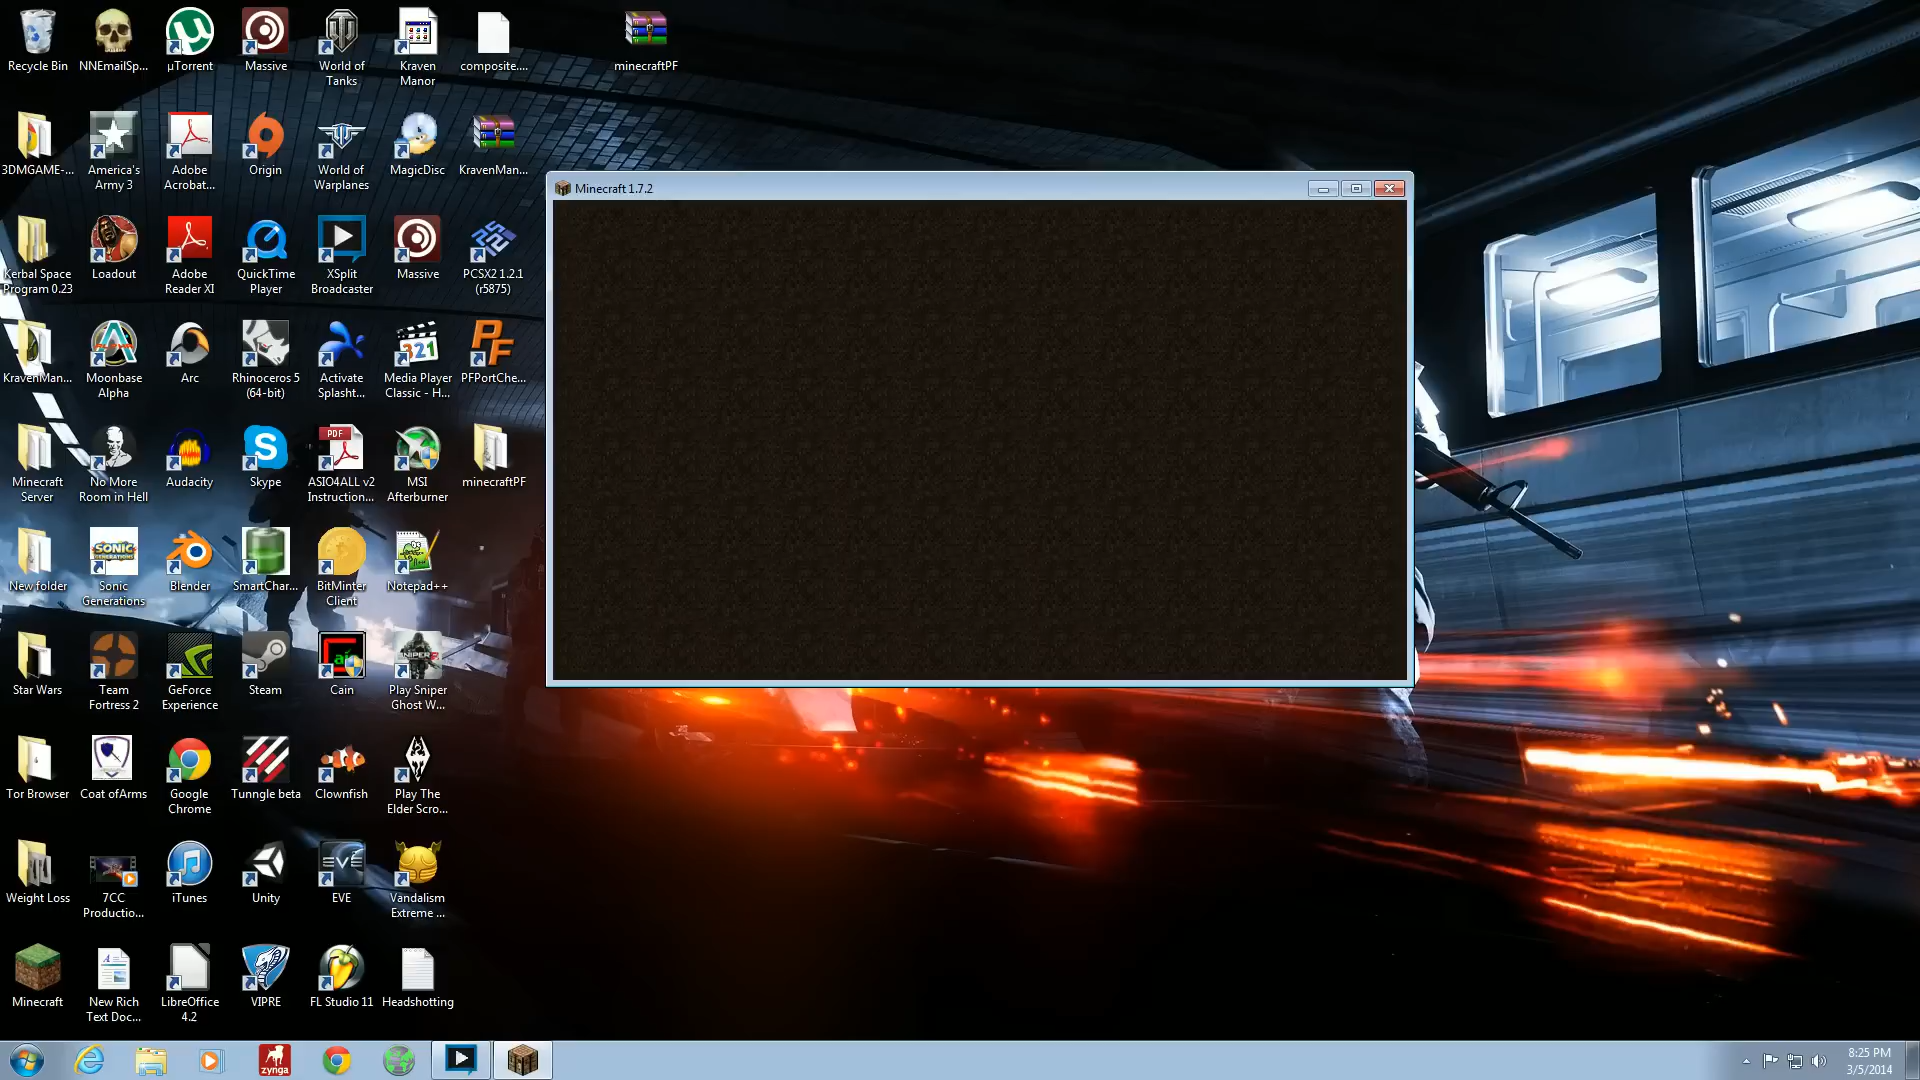 Recycle Bin
NNEmailSp...
µTorrent
Massive
World of
Tanks
Kraven
Manor
composite....
minecraftPF
3DMGAME-...
America's
Army 3
Adobe
Acrobat...
Origin
World of
Warplanes
MagicDisc
KravenMan...
Kerbal Space
Program 0.23
Loadout
Adobe
Reader XI
QuickTime
Player
XSplit
Broadcaster
Massive
PCSX2 1.2.1
(r5875)
Minecraft 1.7.2
KravenMan...
Moonbase
Alpha
Arc
Rhinoceros 5
(64-bit)
Activate
Splasht...
321
Media Player
Classic - H...
PF
PFPortChe...
Minecraft
Server
No More
Room in Hell
Audacity
Skype
PDF
ASIO4ALL v2
Instruction...
MSI
Afterburner
minecraftPF
New folder
SONIC
Sonic
Generations
Blender
SmartChar...
BitMinter
Client
Notepad++
Star Wars
Team
Fortress 2
GeForce
Experience
Steam
Cain
Play Sniper
Ghost W...
Tor Browser
Coat ofArms
Google
Chrome
Tunngle beta
Clownfish
Play The
Elder Scro...
Weight Loss
7CC
Productio...
iTunes
Unity
EVE
EVE
Vandalism
Extreme ...
Minecraft
New Rich
Text Doc...
LibreOffice
4.2
VIPRE
FL Studio 11
Headshotting
zynga
8:25 PM
3/5/2014